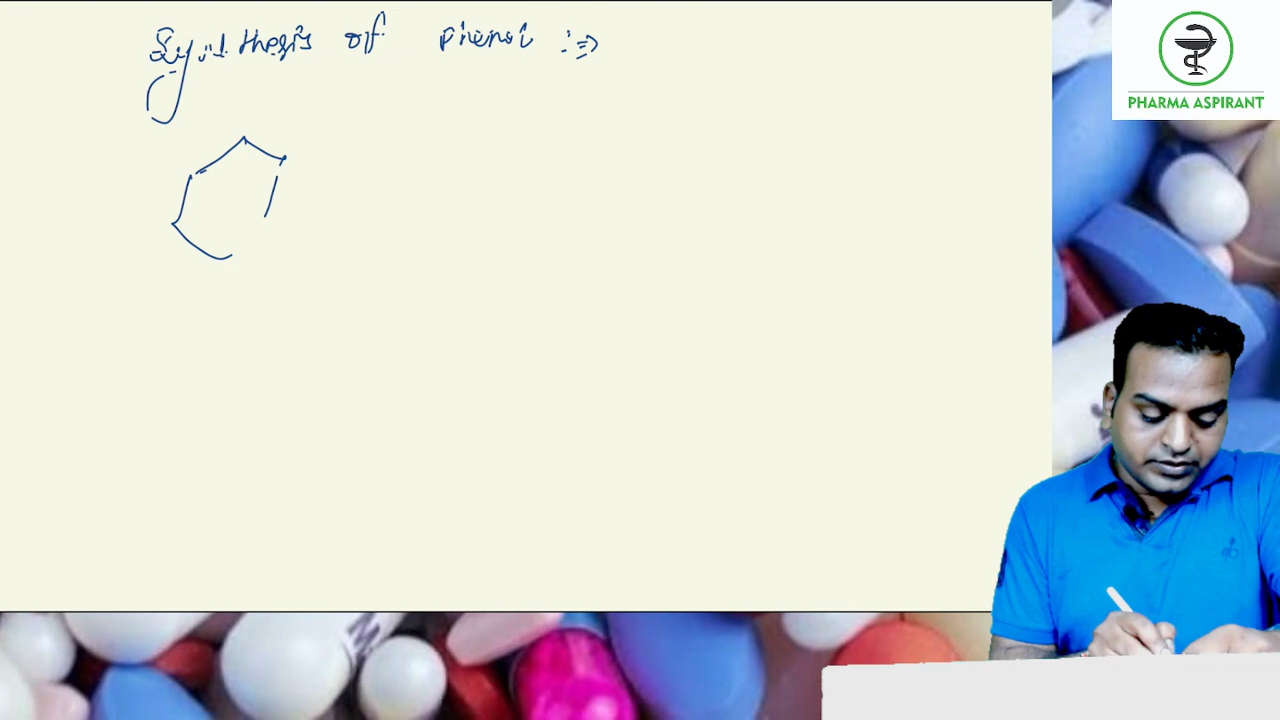 Synthesis of Phenol :⇒
PHARMA ASPIRANT